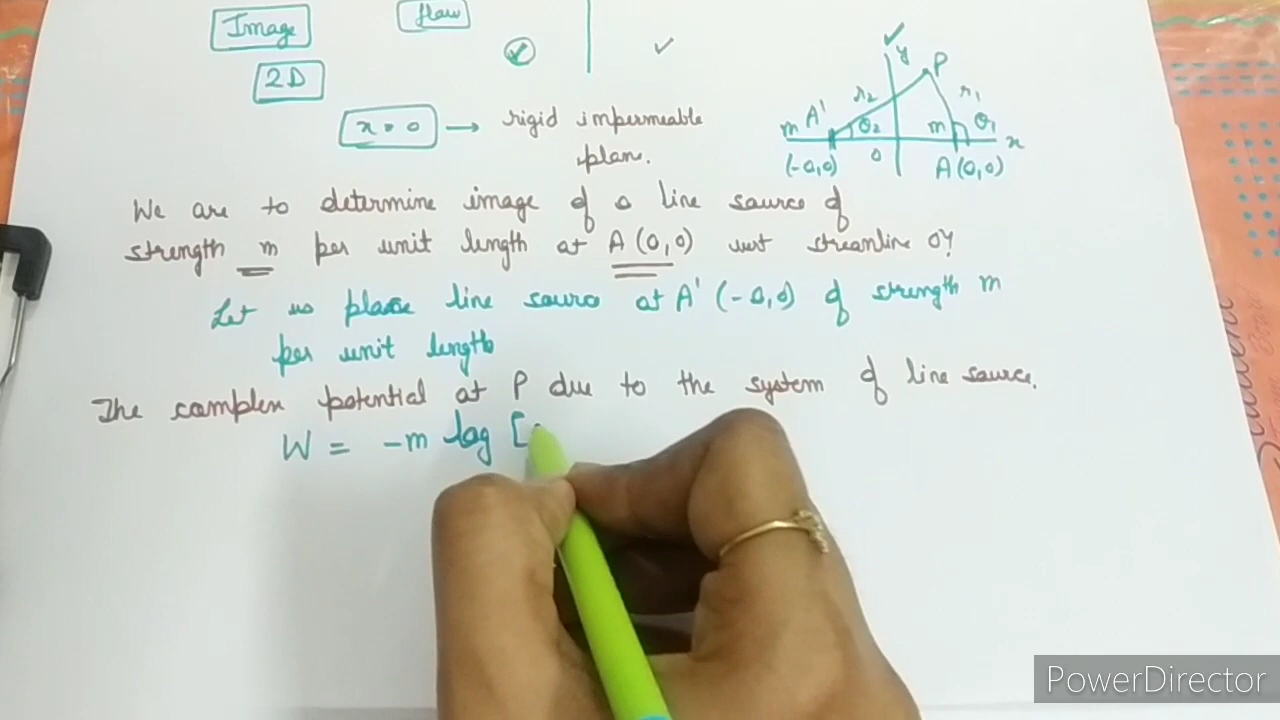 Image
flow
2D
x = 0 → rigid impermeable
plane.
y
P
r2
r1
m A'
θ2
m
θ1
x
(-a,0)
0
A(a,0)
We are to determine image of a line source of
strength m per unit length at A (a,0) wrt streamline OY
Let us place line source at A' (-a,0) of strength m
per unit length
The complex potential at P due to the system of line source.
W = -m log [
PowerDirector